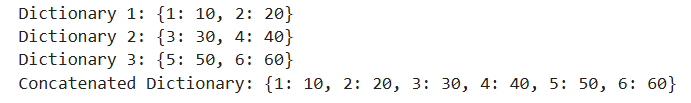 Dictionary 1: {1: 10, 2: 20}
Dictionary 2: {3: 30, 4: 40}
Dictionary 3: {5: 50, 6: 60}
Concatenated Dictionary: {1: 10, 2: 20, 3: 30, 4: 40, 5: 50, 6: 60}